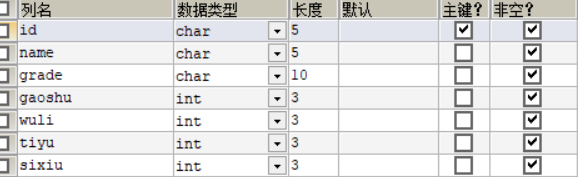 列名 数据类型 长度 默认 主键? 非空?
id char 5
name char 5
grade char 10
gaoshu int 3
wuli int 3
tiyu int 3
sixiu int 3